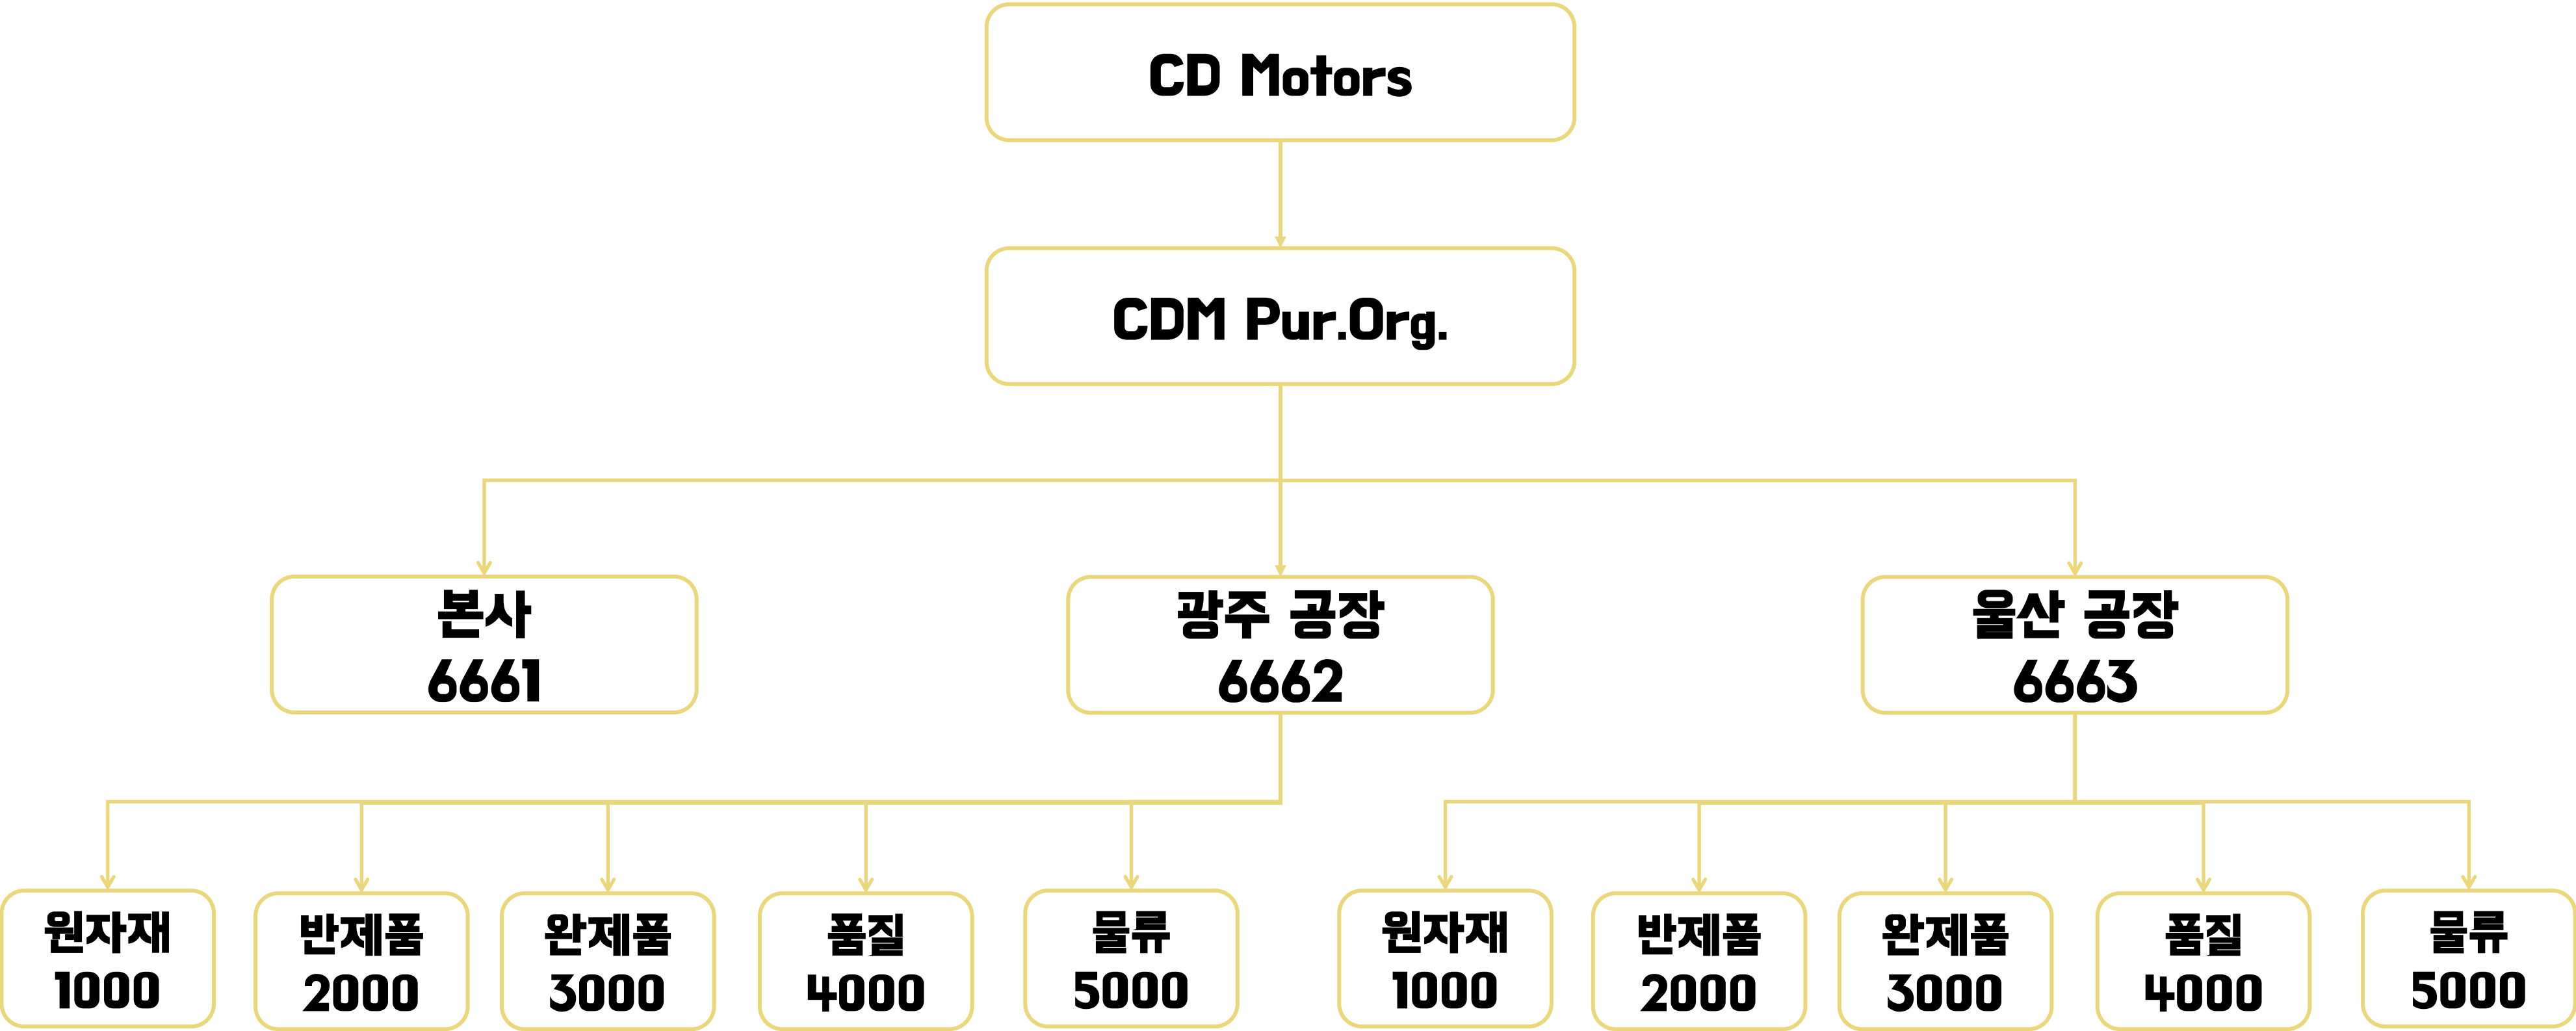 CD Motors
CDM Pur.Org.
본사
6661
광주 공장
6662
울산 공장
6663
원자재
1000
반제품
2000
완제품
3000
품질
4000
물류
5000
원자재
1000
반제품
2000
완제품
3000
품질
4000
물류
5000